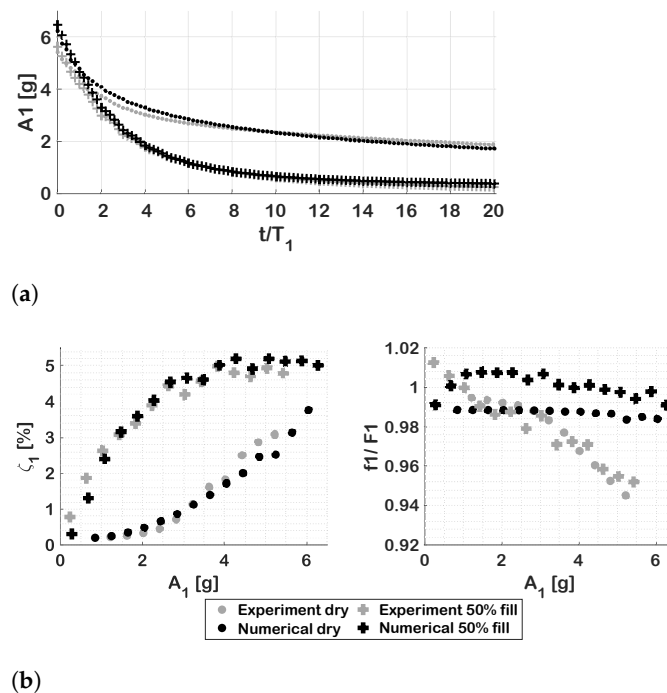 6
4
2
0
A1 [g]
0 2 4 6 8 10 12 14 16 18 20
t/T1
(a)
5
4
3
2
1
0
ζ1 [%]
0 2 4 6
A1 [g]
1.02
1
0.98
0.96
0.94
0.92
f1/ F1
0 2 4 6
A1 [g]
Experiment dry Experiment 50% fill
Numerical dry Numerical 50% fill
(b)